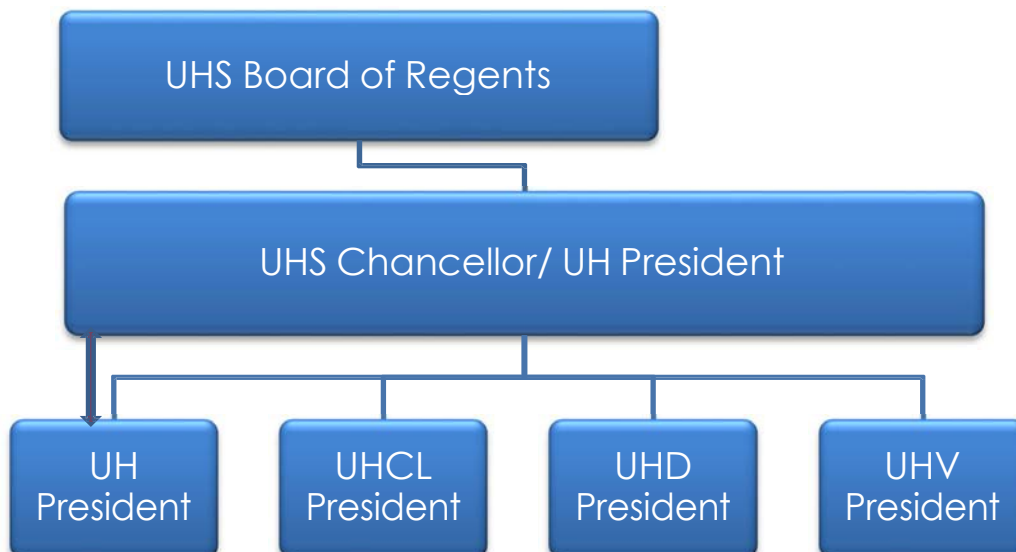 UHS Board of Regents
UHS Chancellor/ UH President
UH
President
UHCL
President
UHD
President
UHV
President